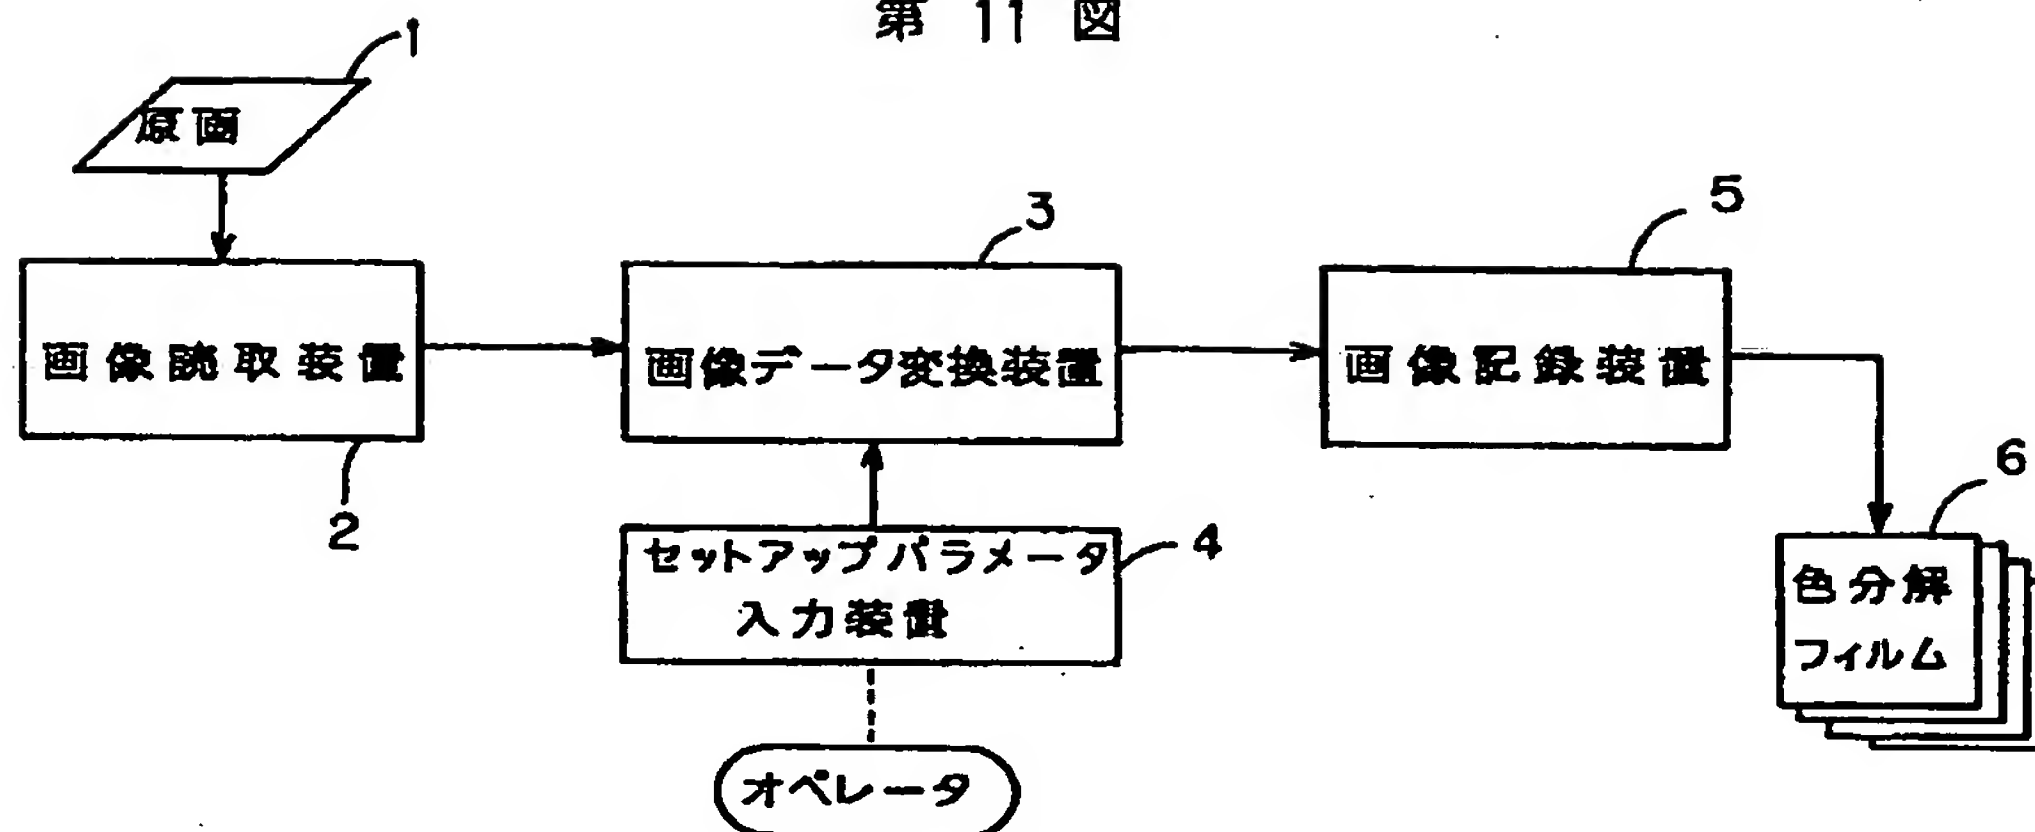 第 11 図
1
原画
3
5
画像読取装置
画像データ変換装置
画像記録装置
2
6
セットアップパラメータ
入力装置
4
色分解
フィルム
オペレータ